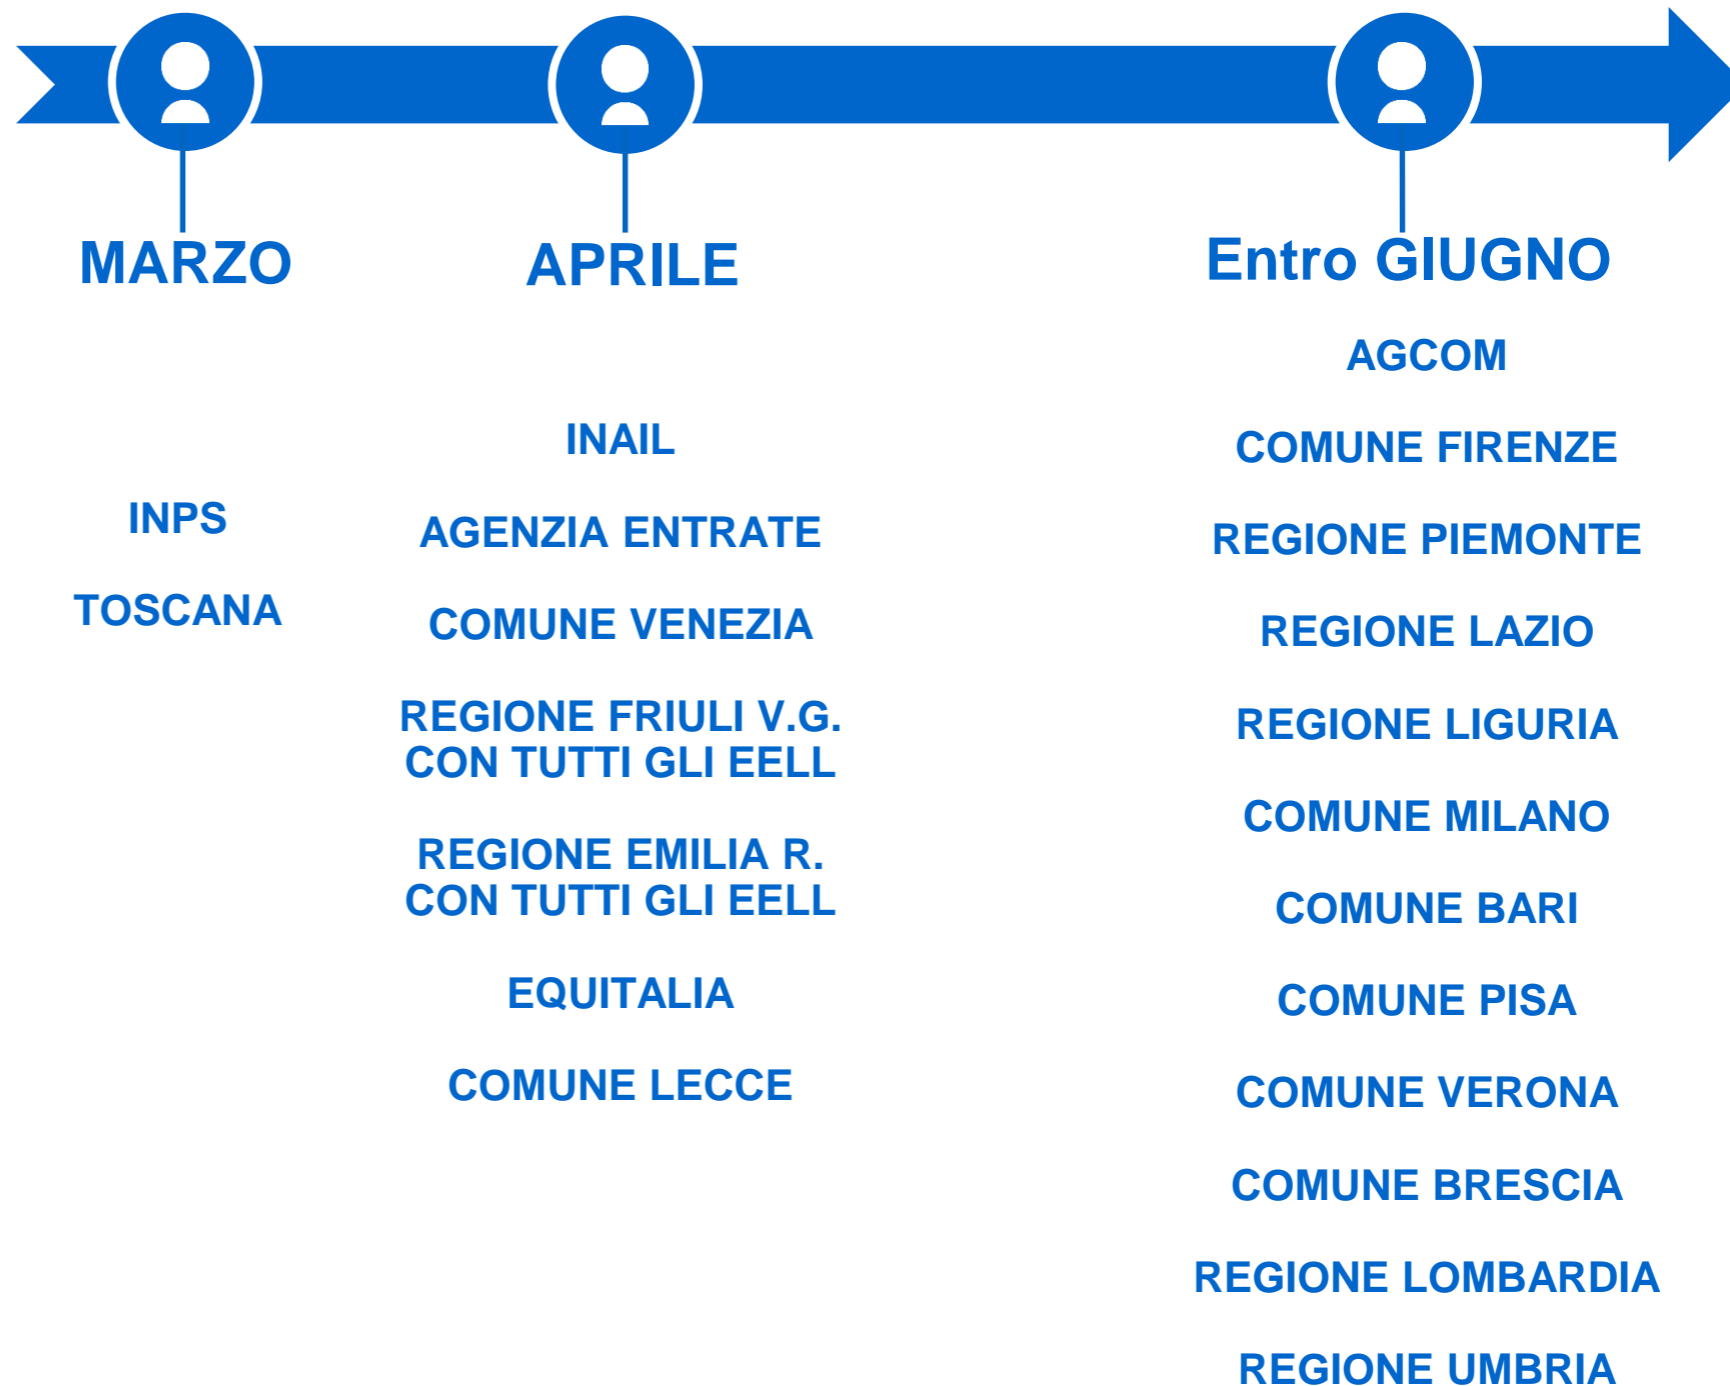 MARZO
INPS
TOSCANA
APRILE
INAIL
AGENZIA ENTRATE
COMUNE VENEZIA
REGIONE FRIULI V.G.
CON TUTTI GLI EELL
REGIONE EMILIA R.
CON TUTTI GLI EELL
EQUITALIA
COMUNE LECCE
Entro GIUGNO
AGCOM
COMUNE FIRENZE
REGIONE PIEMONTE
REGIONE LAZIO
REGIONE LIGURIA
COMUNE MILANO
COMUNE BARI
COMUNE PISA
COMUNE VERONA
COMUNE BRESCIA
REGIONE LOMBARDIA
REGIONE UMBRIA